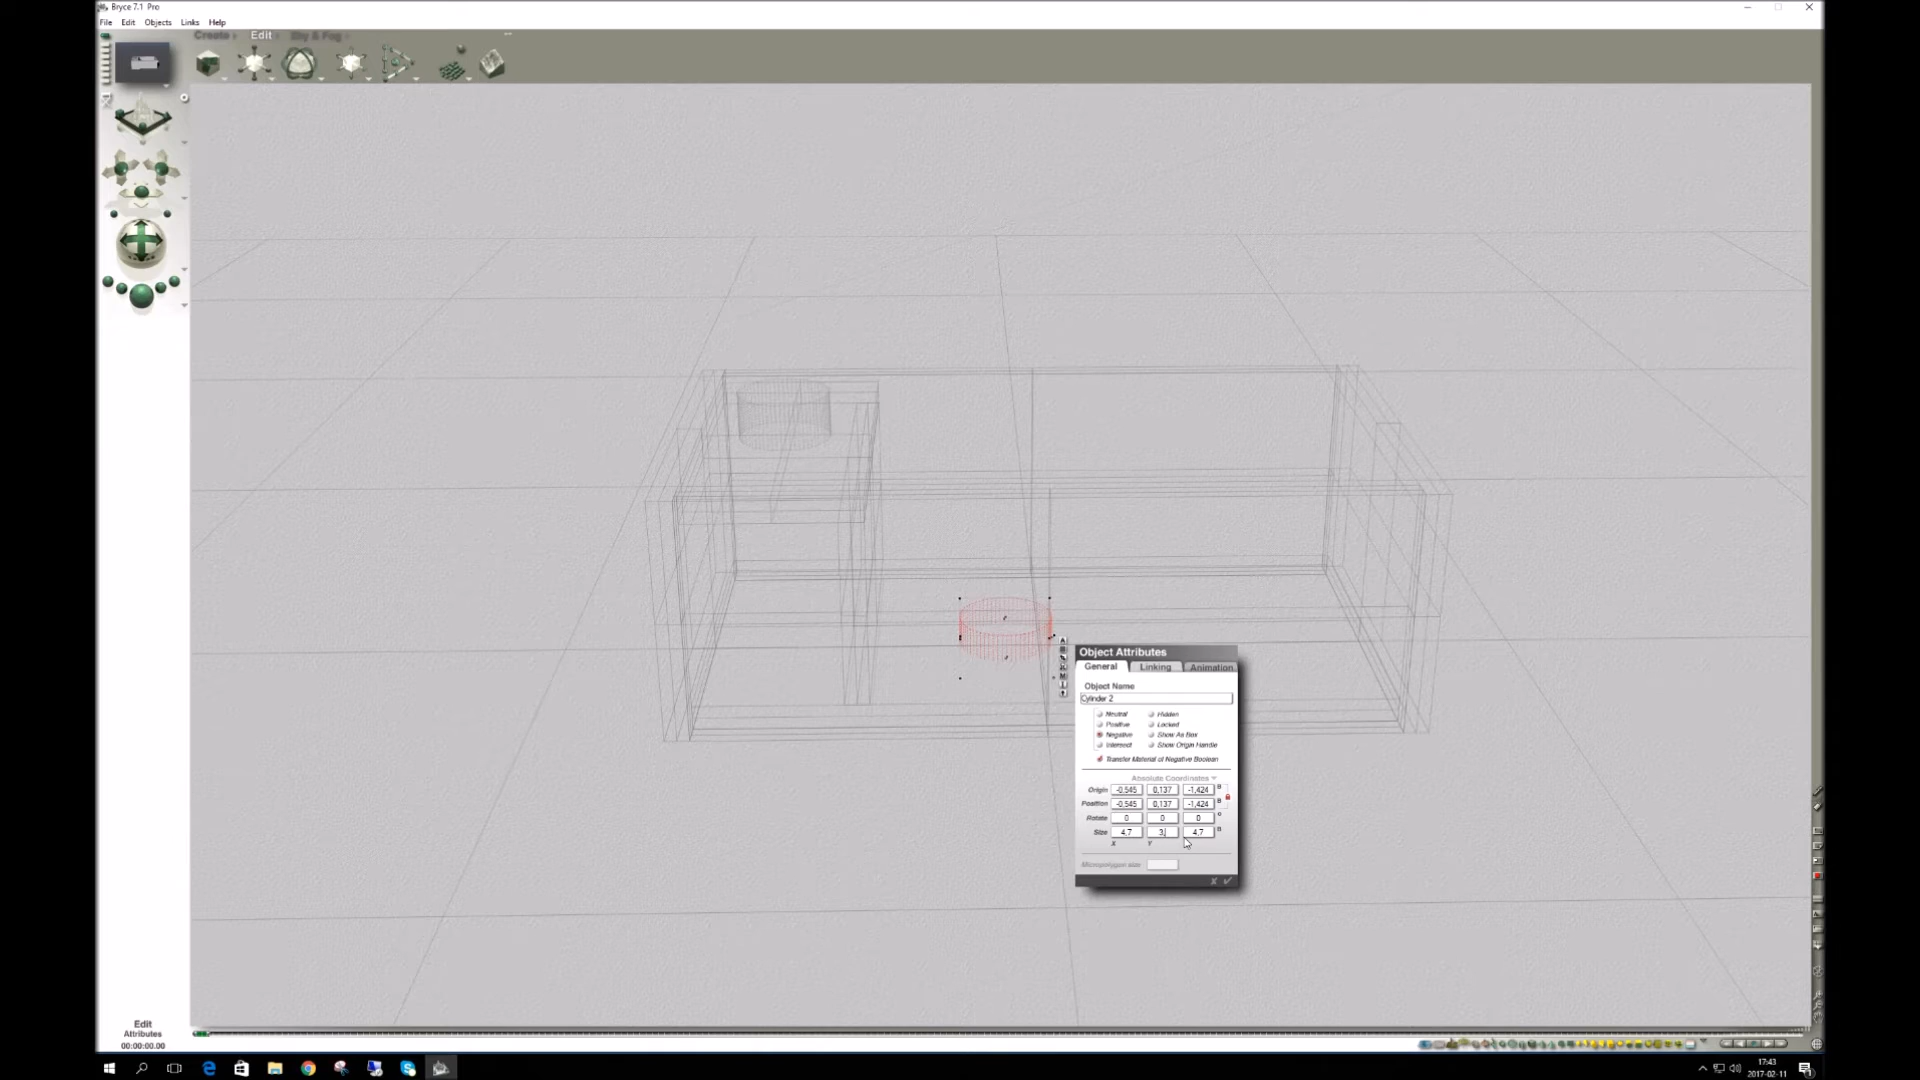 Bryce 7.1 Pro
File Edit Objects Links Help
Create Edit Sky & Fog
A
M
Object Attributes
General Linking Animation
Object Name
Cylinder 2
Neutral Hidden
Positive Locked
Negative Show As Box
Intersect Show Origin Handle
Transfer Material of Negative Boolean
Absolute Coordinates
Origin -0,545 0,137 -1,424 B
Position -0,545 0,137 -1,424 B
Rotate 0 0 0 °
Size 4,7 3, 4,7 B
X Y
Micropolygon size
Edit
Attributes
00:00:00.00
17:43
2017-02-11